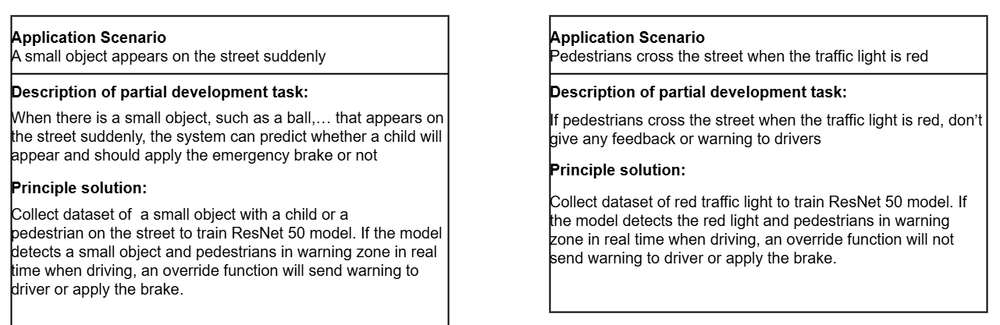 Application Scenario
A small object appears on the street suddenly
Description of partial development task:
When there is a small object, such as a ball,… that appears on
the street suddenly, the system can predict whether a child will
appear and should apply the emergency brake or not
Principle solution:
Collect dataset of  a small object with a child or a
pedestrian on the street to train ResNet 50 model. If the model
detects a small object and pedestrians in warning zone in real
time when driving, an override function will send warning to
driver or apply the brake.
Application Scenario
Pedestrians cross the street when the traffic light is red
Description of partial development task:
If pedestrians cross the street when the traffic light is red, don’t
give any feedback or warning to drivers
Principle solution:
Collect dataset of red traffic light to train ResNet 50 model. If
the model detects the red light and pedestrians in warning
zone in real time when driving, an override function will not
send warning to driver or apply the brake.